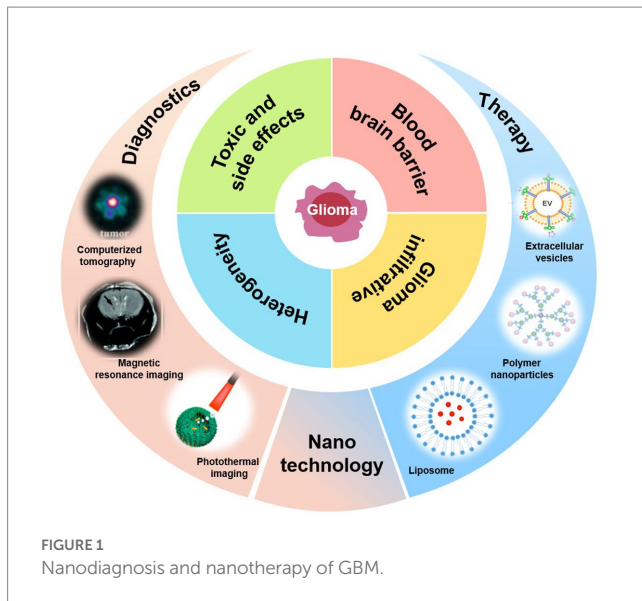 Diagnostics
Toxic and
side effects
Blood
brain barrier
Therapy
Glioma
Heterogeneity
Glioma
infiltrative
tumor
Computerized
tomography
Magnetic
resonance imaging
Photothermal
imaging
Nano
technology
EV
Extracellular
vesicles
Polymer
nanoparticles
Liposome
FIGURE 1
Nanodiagnosis and nanotherapy of GBM.